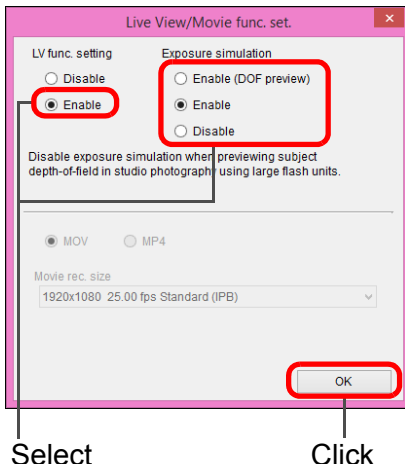 Live View/Movie func. set.
×
LV func. setting Exposure simulation
Disable Enable (DOF preview)
Enable Enable
Disable
Disable exposure simulation when previewing subject
depth-of-field in studio photography using large flash units.
MOV MP4
Movie rec. size
1920x1080 25.00 fps Standard (IPB)
OK
Select Click